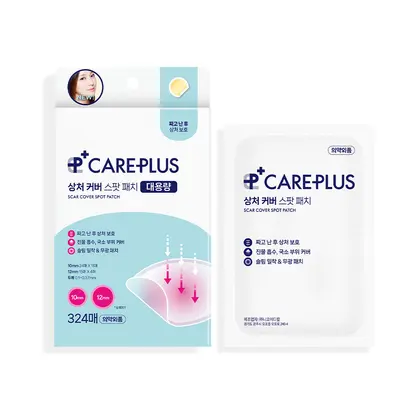 짜고 난 후
상처 보호
CARE+PLUS
상처 커버 스팟 패치 대용량
SCAR COVER SPOT PATCH
짜고 난 후 상처 보호
진물 흡수, 국소 부위 커버
슬림 밀착 & 무광 패치
10mm
12mm
10mm
12mm
324매 의약외품
의약외품
CARE+PLUS
상처 커버 스팟 패치
SCAR COVER SPOT PATCH
짜고 난 후 상처 보호
진물 흡수, 국소 부위 커버
슬림 밀착 & 무광 패치